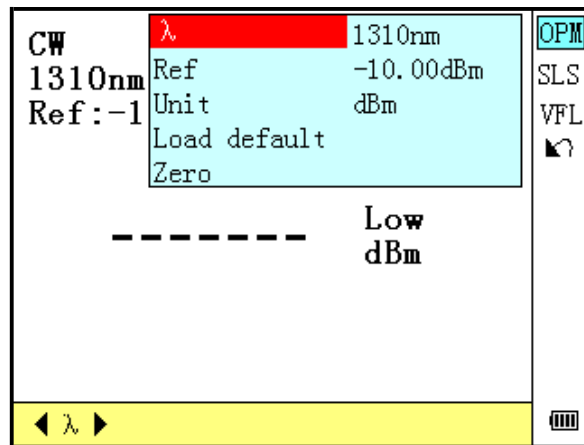 CW
1310nm
Ref:-1
λ 1310nm
Ref -10.00dBm
Unit dBm
Load default
Zero
------- Low
dBm
OPM
SLS
VFL
◀ λ ▶